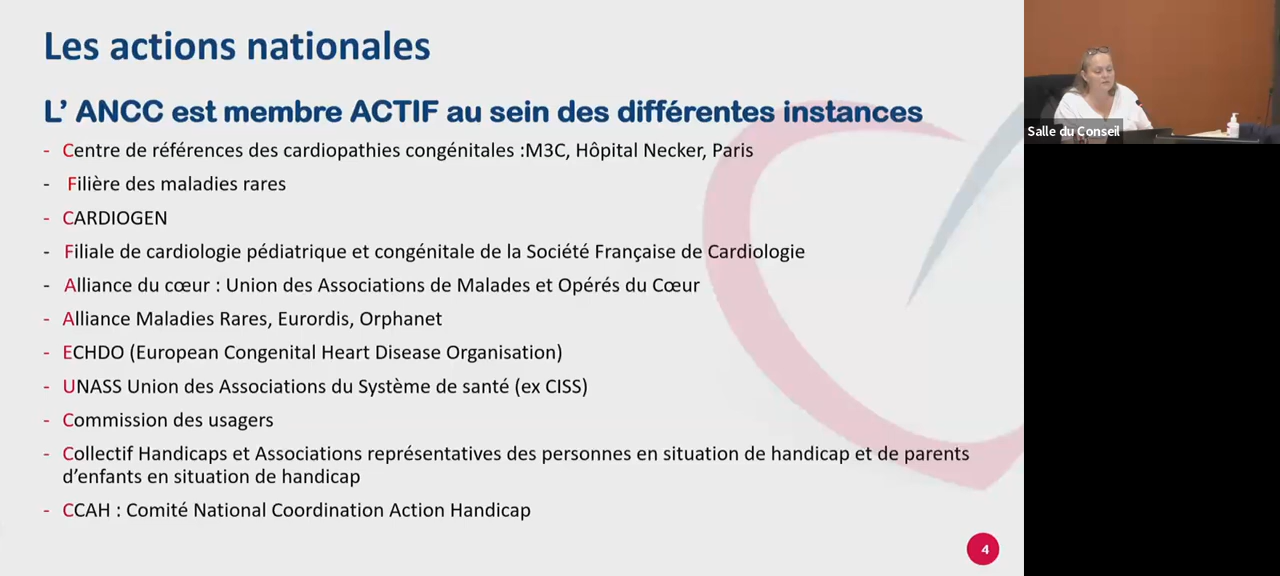 Les actions nationales
L' ANCC est membre ACTIF au sein des différentes instances
- Centre de références des cardiopathies congénitales :M3C, Hôpital Necker, Paris
- Filière des maladies rares
- CARDIOGEN
- Filiale de cardiologie pédiatrique et congénitale de la Société Française de Cardiologie
- Alliance du cœur : Union des Associations de Malades et Opérés du Cœur
- Alliance Maladies Rares, Eurordis, Orphanet
- ECHDO (European Congenital Heart Disease Organisation)
- UNASS Union des Associations du Système de santé (ex CISS)
- Commission des usagers
- Collectif Handicaps et Associations représentatives des personnes en situation de handicap et de parents
d'enfants en situation de handicap
- CCAH : Comité National Coordination Action Handicap
4
Salle du Conseil